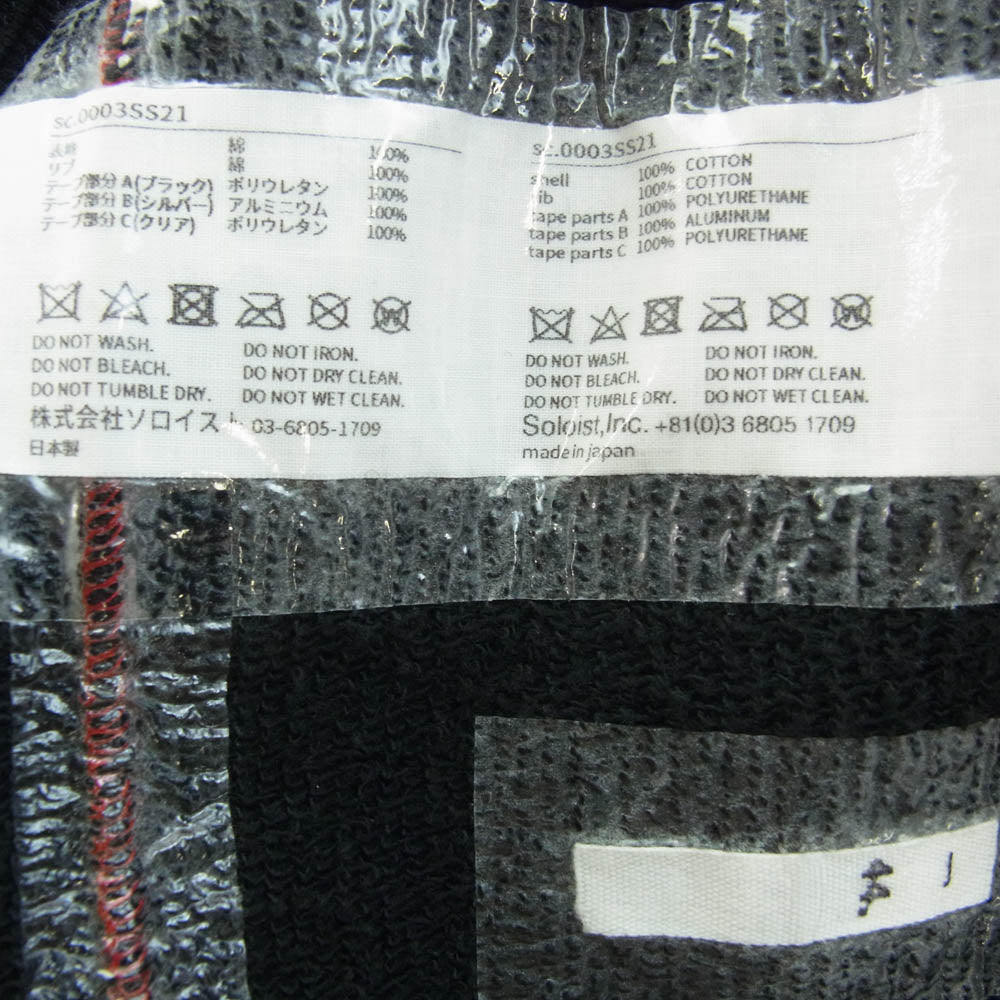 sc.0003SS21
表地 綿 100%
リブ 綿 100%
テープ部分 A(ブラック) ポリウレタン 100%
テープ部分 B(シルバー) アルミニウム 100%
テープ部分 C(クリア) ポリウレタン 100%
DO NOT WASH. DO NOT IRON.
DO NOT BLEACH. DO NOT DRY CLEAN.
DO NOT TUMBLE DRY. DO NOT WET CLEAN.
株式会社ソロイスト 03-6805-1709
日本製
sc.0003SS21
shell 100% COTTON
rib 100% COTTON
tape parts A 100% POLYURETHANE
tape parts B 100% ALUMINUM
tape parts C 100% POLYURETHANE
DO NOT WASH. DO NOT IRON.
DO NOT BLEACH. DO NOT DRY CLEAN.
DO NOT TUMBLE DRY. DO NOT WET CLEAN.
Soloist,Inc. +81(0)3 6805 1709
made in japan